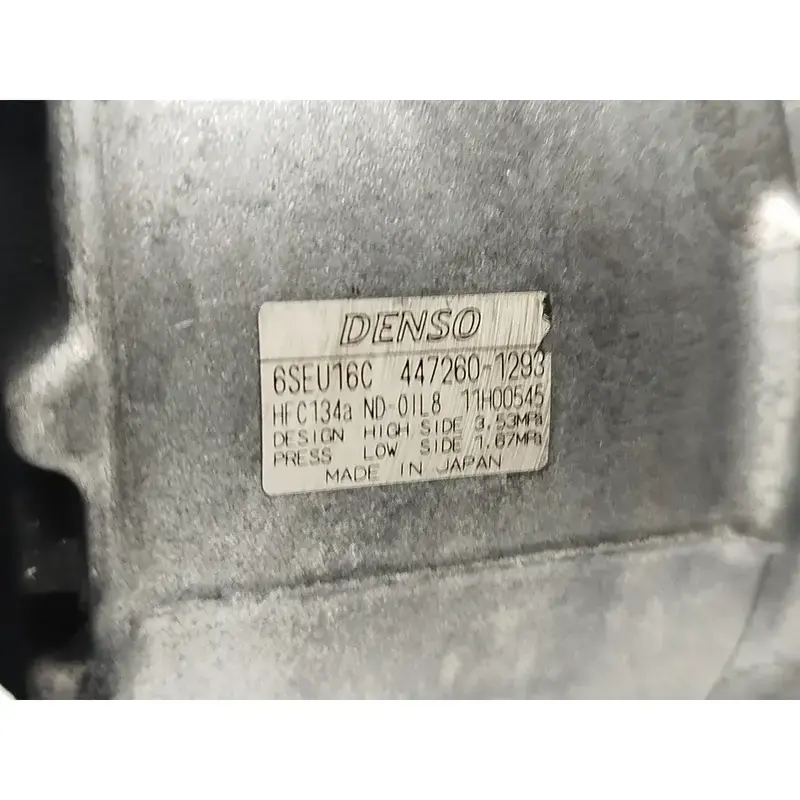 DENSO
6SEU16C 447260-1293
HFC134a ND-OIL8 11H00545
DESIGN HIGH SIDE 3.53MPa
PRESS LOW SIDE 1.67MPa
MADE IN JAPAN